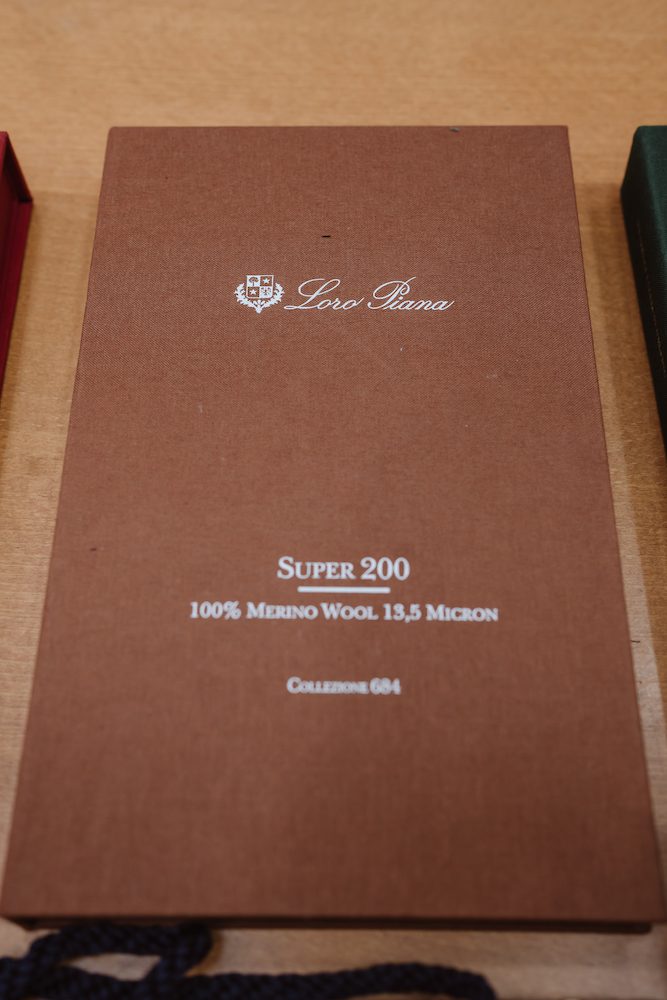 Loro Piana
Super 200
100% Merino Wool 13,5 Micron
Collezione 684